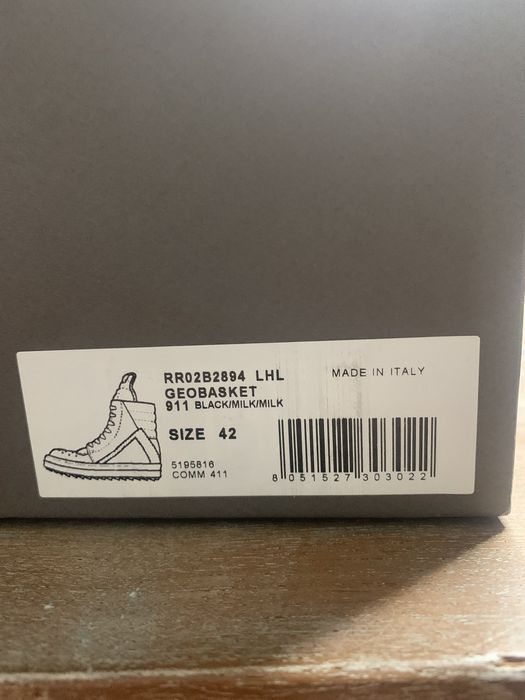 RR02B2894 LHL
GEOBASKET
911 BLACK/MILK/MILK
MADE IN ITALY
SIZE 42
5195816
COMM 411
8 051527 303022